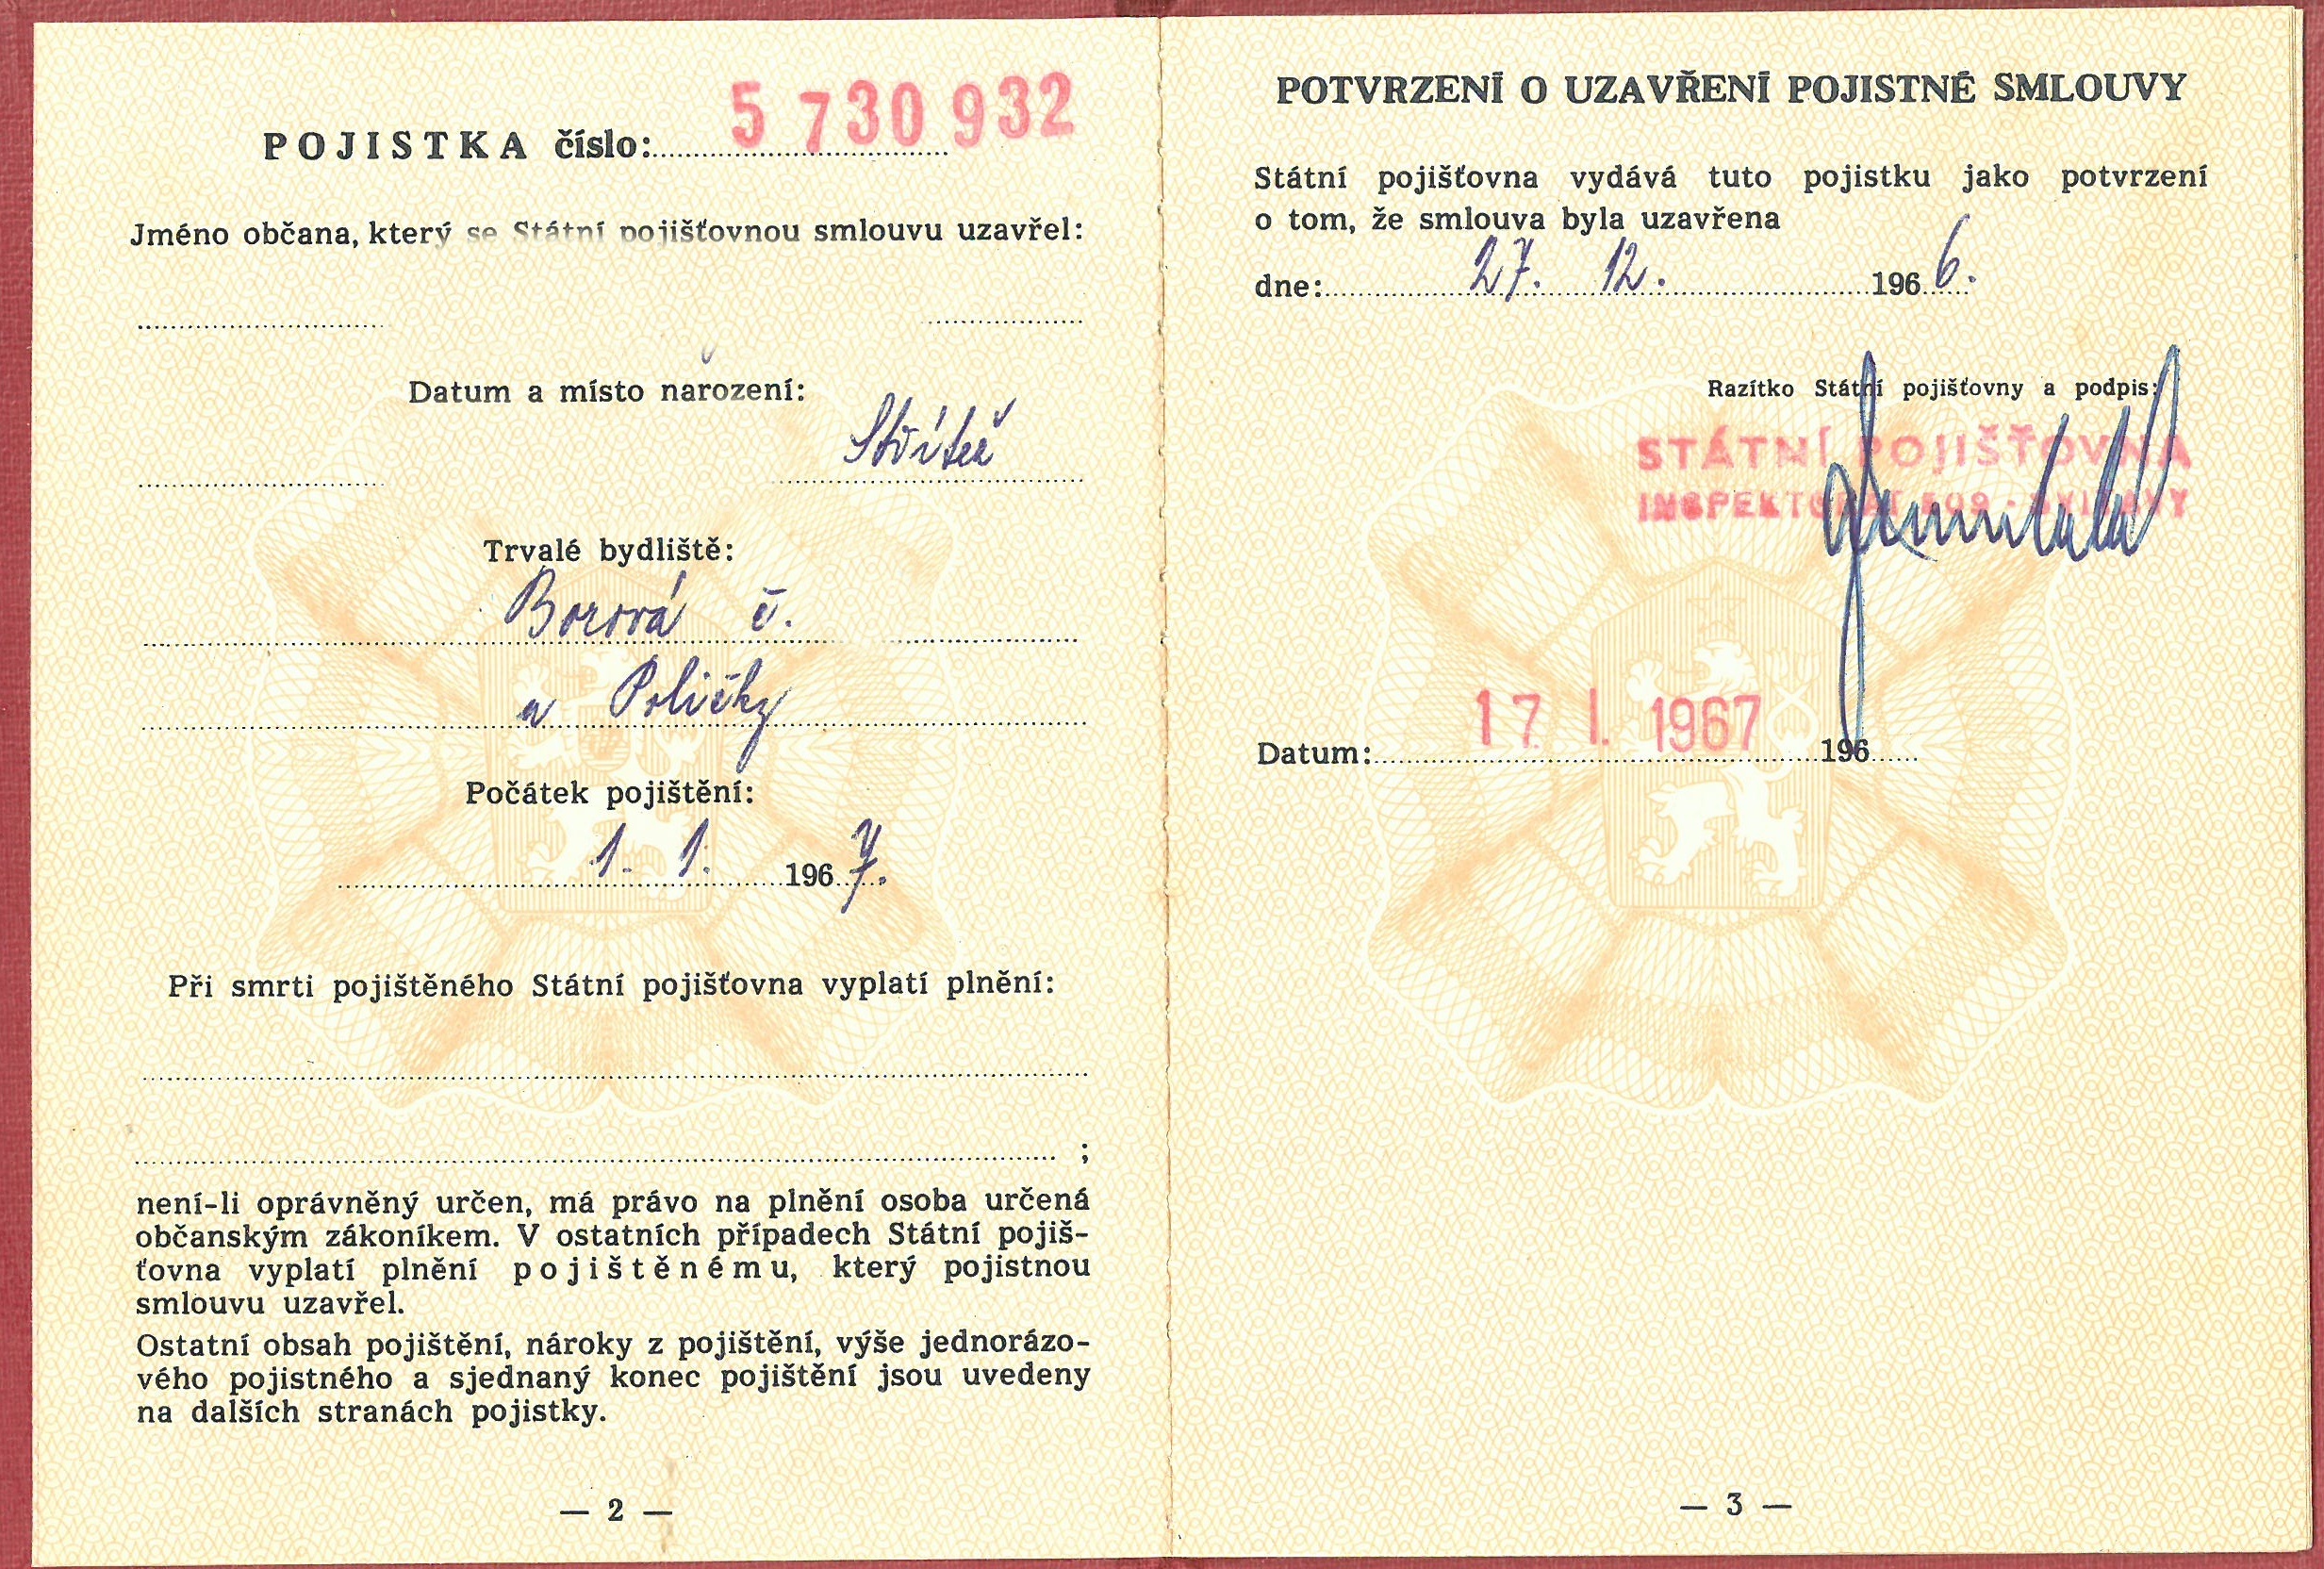 POJISTKA číslo: 5 730 932
Jméno občana, který se Státní pojišťovnou smlouvu uzavřel:
Datum a místo narození:
Střítež
Trvalé bydliště:
Borová č.
u Poličky
Počátek pojištění:
1. 1. 1967.
Při smrti pojištěného Státní pojišťovna vyplatí plnění:
;
není-li oprávněný určen, má právo na plnění osoba určená
občanským zákoníkem. V ostatních případech Státní pojiš-
ťovna vyplatí plnění pojištěnému, který pojistnou
smlouvu uzavřel.
Ostatní obsah pojištění, nároky z pojištění, výše jednorázo-
vého pojistného a sjednaný konec pojištění jsou uvedeny
na dalších stranách pojistky.
— 2 —
POTVRZENÍ O UZAVŘENÍ POJISTNÉ SMLOUVY
Státní pojišťovna vydává tuto pojistku jako potvrzení
o tom, že smlouva byla uzavřena
dne: 27. 12. 1966.
Razítko Státní pojišťovny a podpis:
STÁTNÍ POJIŠŤOVNA
INSPEKTORÁT SVITAVY
Datum: 17. I. 1967 196
— 3 —